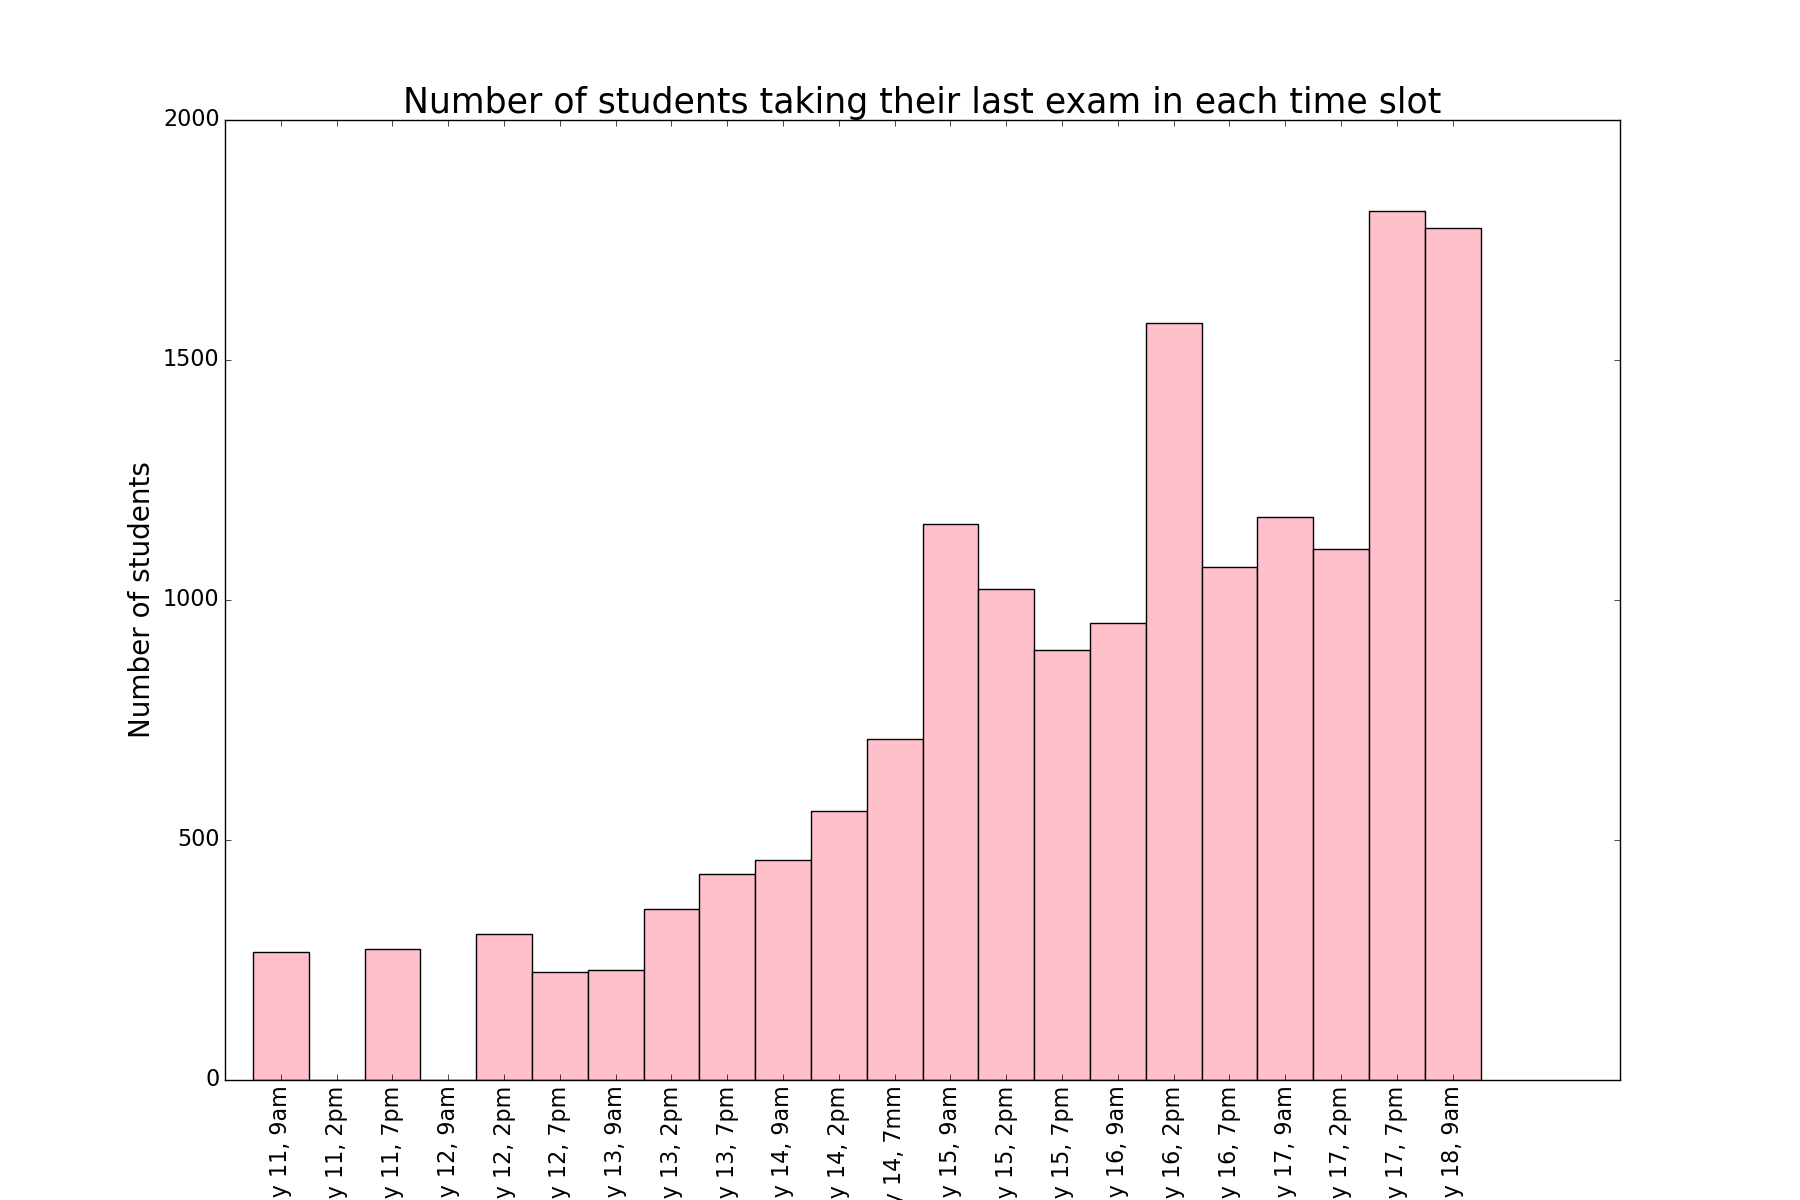 Number of students taking their last exam in each time slot
Number of students
2000
1500
1000
500
0
y 11, 9am
y 11, 2pm
y 11, 7pm
y 12, 9am
y 12, 2pm
y 12, 7pm
y 13, 9am
y 13, 2pm
y 13, 7pm
y 14, 9am
y 14, 2pm
y 14, 7mm
y 15, 9am
y 15, 2pm
y 15, 7pm
y 16, 9am
y 16, 2pm
y 16, 7pm
y 17, 9am
y 17, 2pm
y 17, 7pm
y 18, 9am